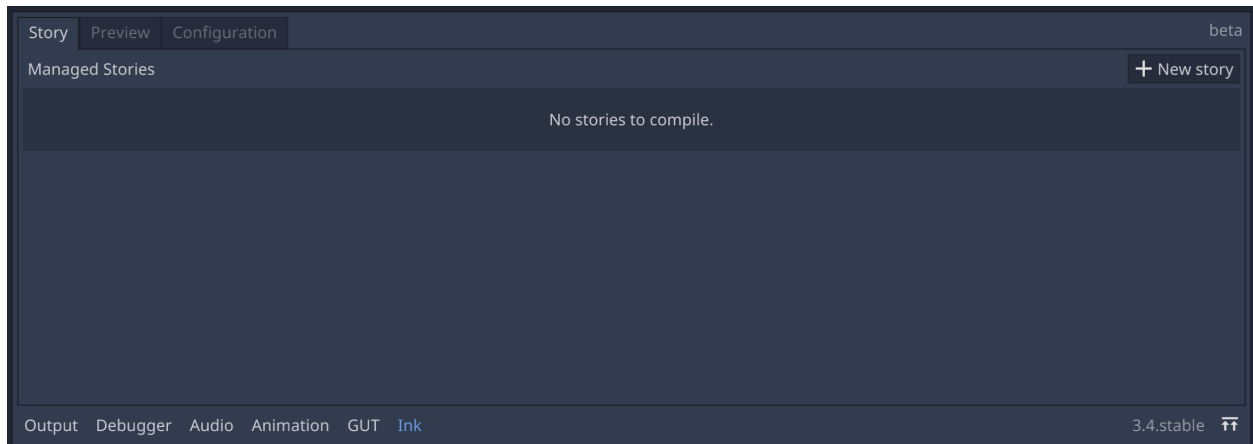 Story Preview Configuration beta
Managed Stories + New story
No stories to compile.
Output Debugger Audio Animation GUT Ink 3.4.stable